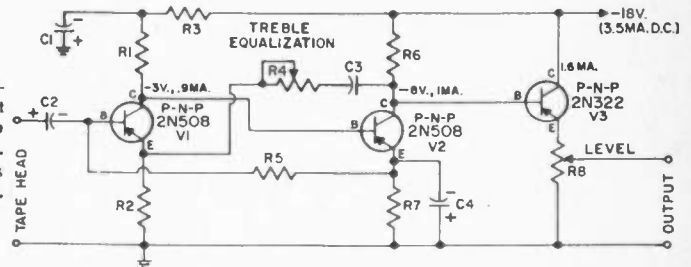 C1
-
+
R1
R3
TREBLE
EQUALIZATION
R4
C3
R6
-18V.
(3.5MA.D.C.)
C2
+
-
B
C
E
-3V., .9MA.
P-N-P
2N508
V1
B
C
E
-8V., 1MA.
P-N-P
2N508
V2
B
C
E
1.6MA.
P-N-P
2N322
V3
R5
R2
R7
C4
-
+
LEVEL
R8
TAPE HEAD
OUTPUT